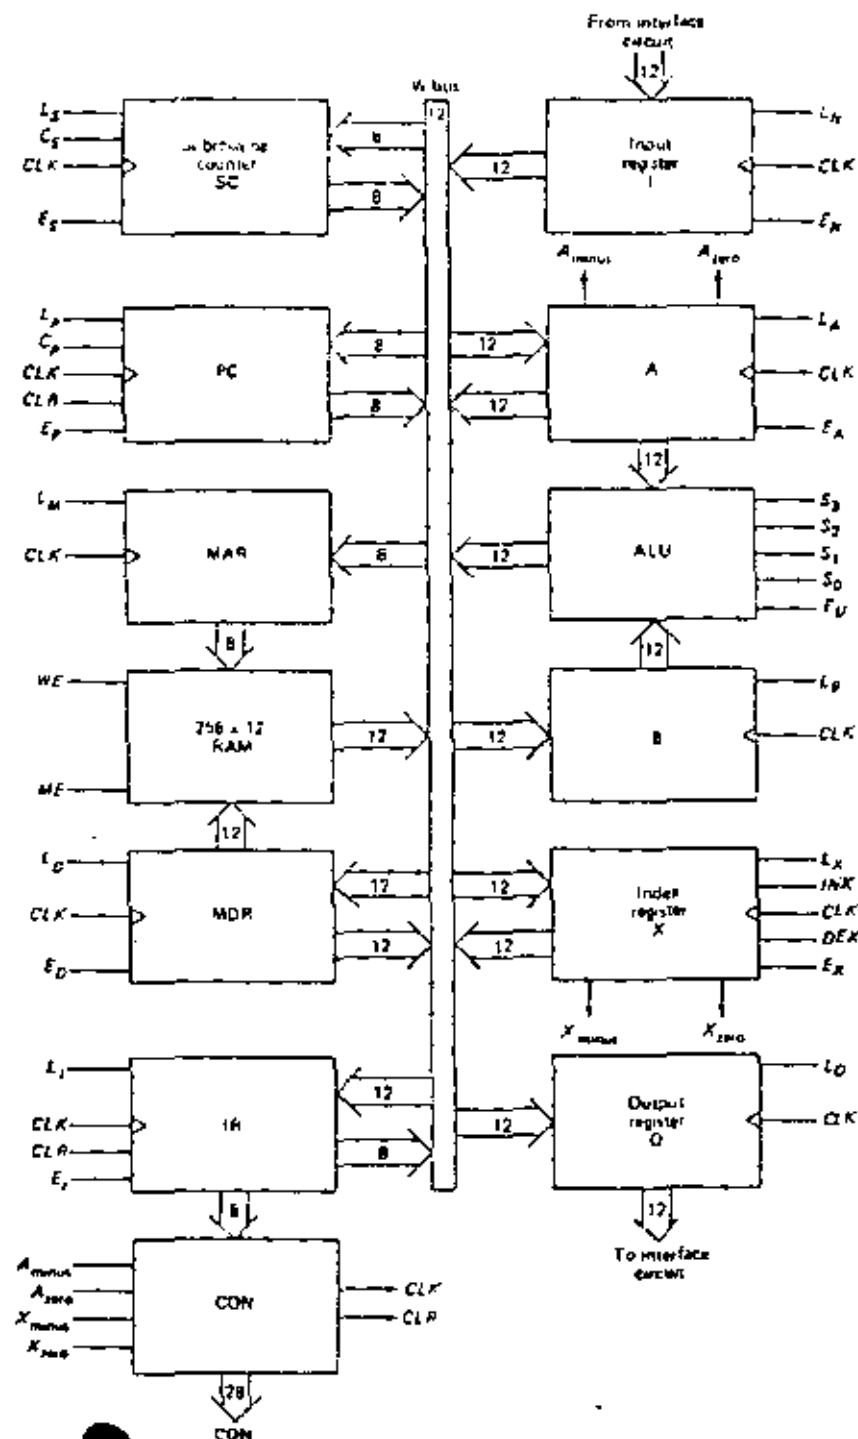 From interface
circuit
12
W bus
12
L_S
C_S
CLK
E_S
counter
SC
8
8
12
Input
register
I
L_N
CLK
E_N
A_minus
A_zero
L_P
C_P
CLK
CLR
E_P
PC
8
8
12
12
A
L_A
CLK
E_A
12
L_M
CLK
MAR
8
12
ALU
S_3
S_2
S_1
S_0
E_U
8
12
WE
ME
256 x 12
RAM
12
12
B
L_B
CLK
12
L_D
CLK
E_D
MDR
12
12
12
12
Index
register
X
L_X
INX
CLK
DEX
E_X
X_minus
X_zero
L_I
CLK
CLR
E_I
IR
12
8
12
Output
register
O
L_O
CLK
12
To interface
circuit
A_minus
A_zero
X_minus
X_zero
CON
CLK
CLR
28
CON